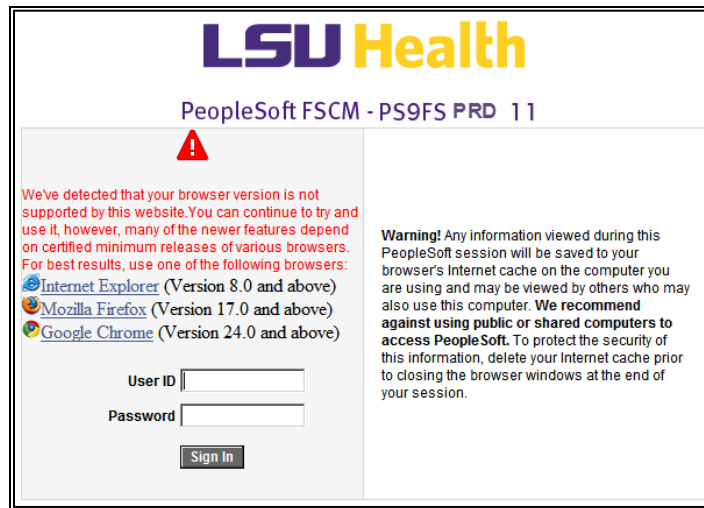 LSU Health
PeopleSoft FSCM - PS9FS PRD 11
We've detected that your browser version is not
supported by this website.You can continue to try and
use it, however, many of the newer features depend
on certified minimum releases of various browsers.
For best results, use one of the following browsers:
Internet Explorer (Version 8.0 and above)
Mozilla Firefox (Version 17.0 and above)
Google Chrome (Version 24.0 and above)
User ID
Password
Sign In
Warning! Any information viewed during this
PeopleSoft session will be saved to your
browser's Internet cache on the computer you
are using and may be viewed by others who may
also use this computer. We recommend
against using public or shared computers to
access PeopleSoft. To protect the security of
this information, delete your Internet cache prior
to closing the browser windows at the end of
your session.